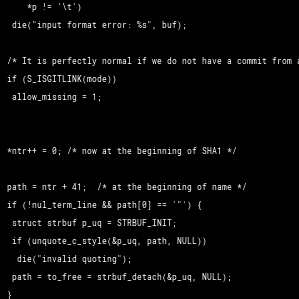 *p != '\t')
die("input format error: %s", buf);
/* It is perfectly normal if we do not have a commit from
if (S_ISGITLINK(mode))
allow_missing = 1;
*ntr++ = 0; /* now at the beginning of SHA1 */
path = ntr + 41;  /* at the beginning of name */
if (!nul_term_line && path[0] == '"') {
struct strbuf p_uq = STRBUF_INIT;
if (unquote_c_style(&p_uq, path, NULL))
die("invalid quoting");
path = to_free = strbuf_detach(&p_uq, NULL);
}